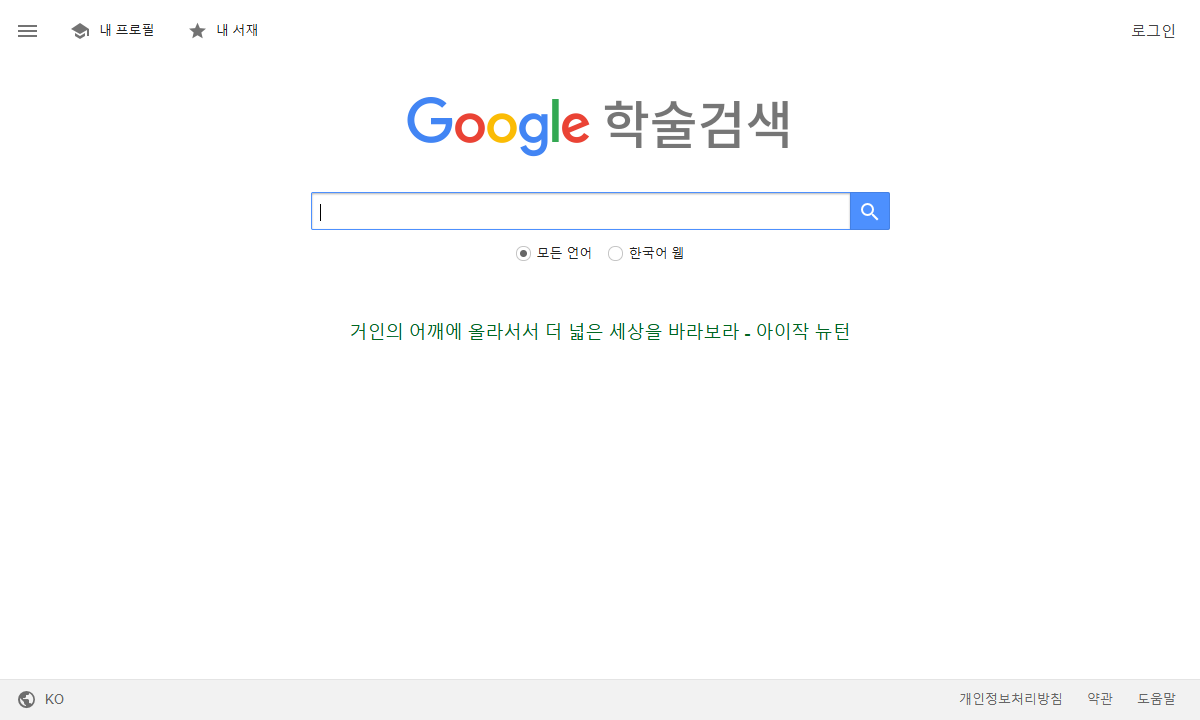 내 프로필 내 서재 로그인
Google 학술검색
모든 언어 한국어 웹
거인의 어깨에 올라서서 더 넓은 세상을 바라보라 - 아이작 뉴턴
KO 개인정보처리방침 약관 도움말